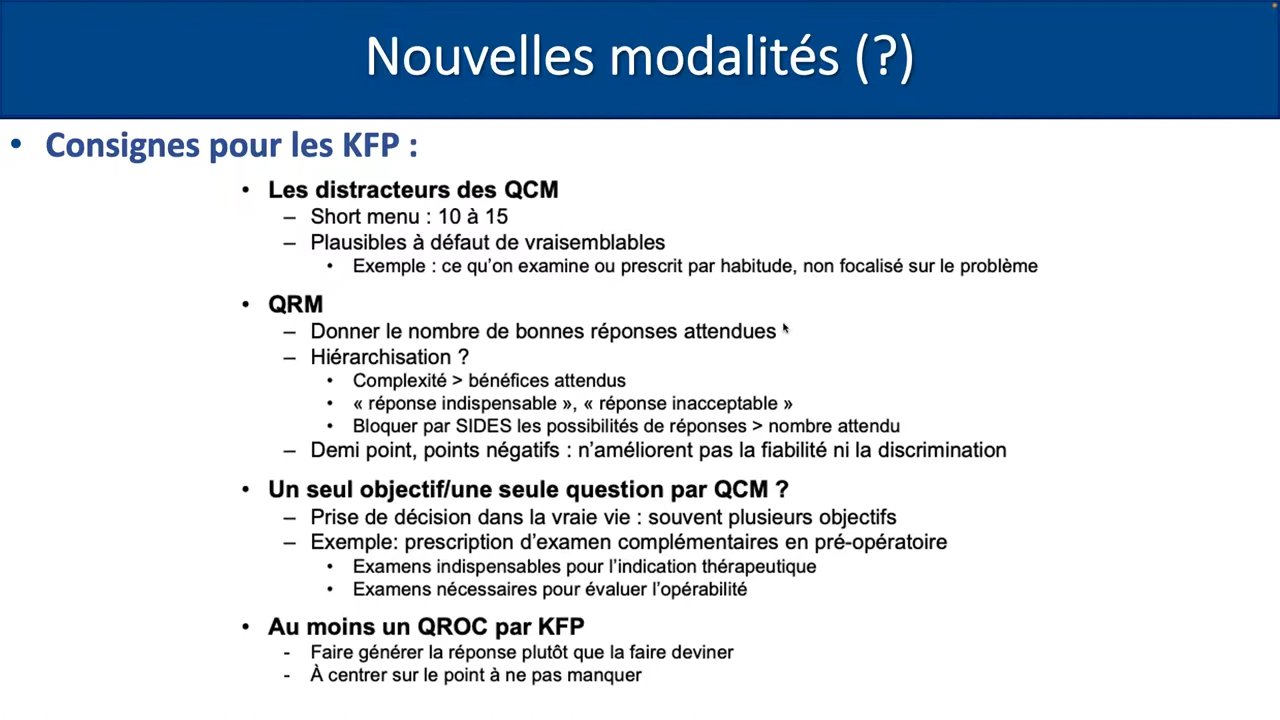 Nouvelles modalités (?)
• Consignes pour les KFP :
• Les distracteurs des QCM
– Short menu : 10 à 15
– Plausibles à défaut de vraisemblables
• Exemple : ce qu'on examine ou prescrit par habitude, non focalisé sur le problème
• QRM
– Donner le nombre de bonnes réponses attendues
– Hiérarchisation ?
• Complexité > bénéfices attendus
• « réponse indispensable », « réponse inacceptable »
• Bloquer par SIDES les possibilités de réponses > nombre attendu
– Demi point, points négatifs : n'améliorent pas la fiabilité ni la discrimination
• Un seul objectif/une seule question par QCM ?
– Prise de décision dans la vraie vie : souvent plusieurs objectifs
– Exemple: prescription d'examen complémentaires en pré-opératoire
• Examens indispensables pour l'indication thérapeutique
• Examens nécessaires pour évaluer l'opérabilité
• Au moins un QROC par KFP
- Faire générer la réponse plutôt que la faire deviner
- À centrer sur le point à ne pas manquer